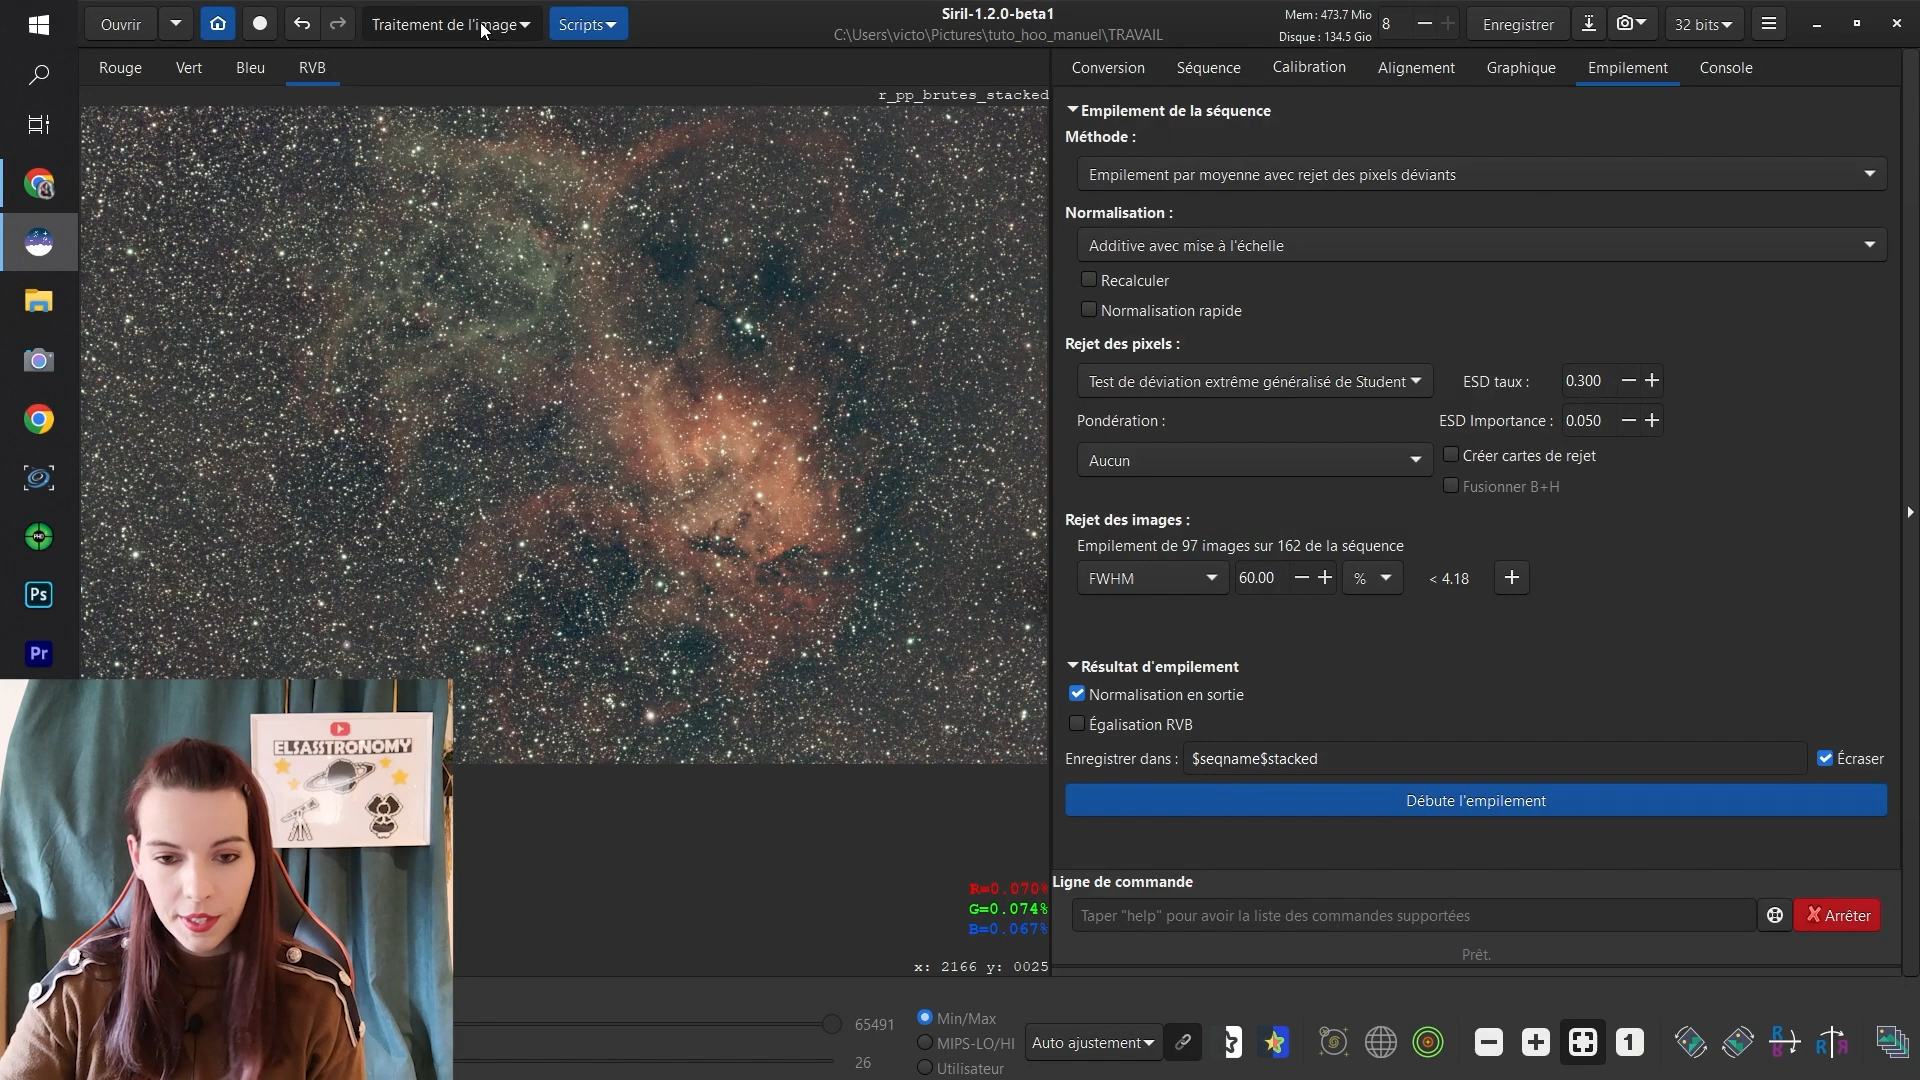 Ouvrir
Traitement de l'image
Scripts
Siril-1.2.0-beta1
C:\Users\victo\Pictures\tuto_hoo_manuel\TRAVAIL
Mem : 473.7 Mio
Disque : 134.5 Gio
8
Enregistrer
32 bits
Rouge
Vert
Bleu
RVB
Conversion
Séquence
Calibration
Alignement
Graphique
Empilement
Console
r_pp_brutes_stacked
Empilement de la séquence
Méthode :
Empilement par moyenne avec rejet des pixels déviants
Normalisation :
Additive avec mise à l'échelle
Recalculer
Normalisation rapide
Rejet des pixels :
Test de déviation extrême généralisé de Student
ESD taux :
0.300
Pondération :
ESD Importance :
0.050
Aucun
Créer cartes de rejet
Fusionner B+H
Rejet des images :
Empilement de 97 images sur 162 de la séquence
FWHM
60.00
%
< 4.18
Résultat d'empilement
Normalisation en sortie
Égalisation RVB
Enregistrer dans :
$seqname$stacked
Écraser
Débute l'empilement
Ligne de commande
Taper "help" pour avoir la liste des commandes supportées
Arrêter
Prêt.
R=0.070%
G=0.074%
B=0.067%
x: 2166 y: 0025
65491
26
Min/Max
MIPS-LO/HI
Utilisateur
Auto ajustement
1
R
R
R
R
PHD
Ps
Pr
ELSASSTRONOMY